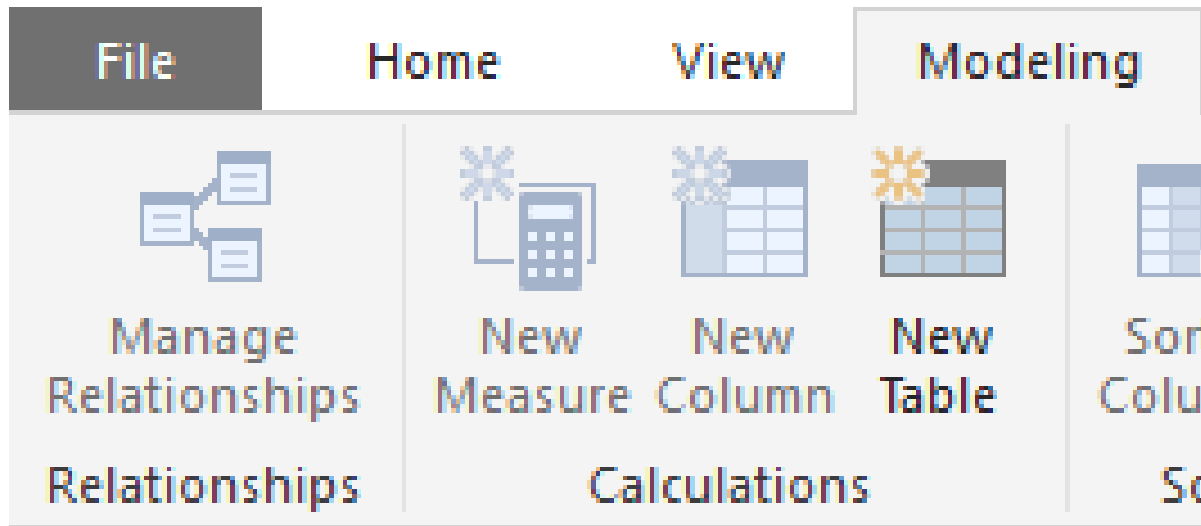 File Home View Modeling
Manage New New New
Relationships Measure Column Table
Relationships Calculations